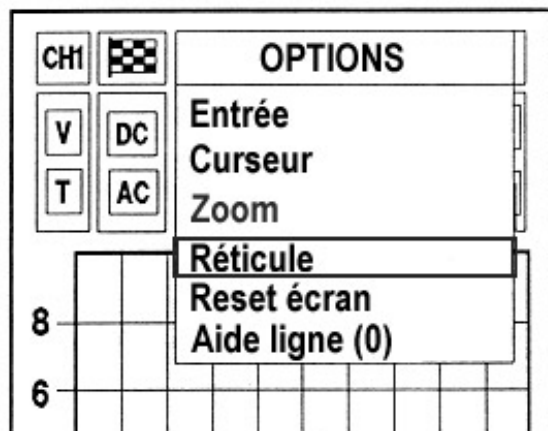 CH1
OPTIONS
V
DC
T
AC
Entrée
Curseur
Zoom
Réticule
Reset écran
Aide ligne (0)
8
6